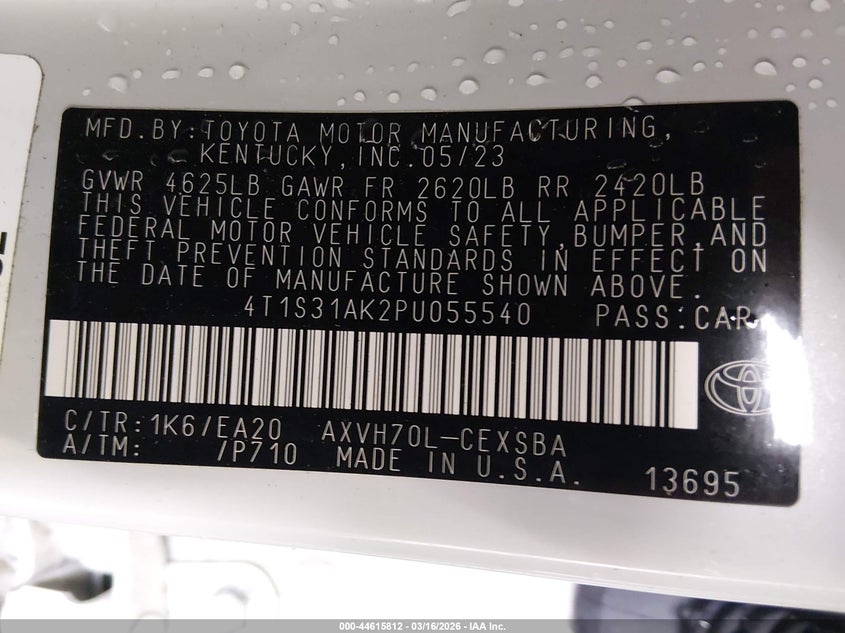 MFD.BY:TOYOTA MOTOR MANUFACTURING,
KENTUCKY,INC.05/23
GVWR 4625LB GAWR FR 2620LB RR 2420LB
THIS VEHICLE CONFORMS TO ALL APPLICABLE
FEDERAL MOTOR VEHICLE SAFETY,BUMPER,AND
THEFT PREVENTION STANDARDS IN EFFECT ON
THE DATE OF MANUFACTURE SHOWN ABOVE.
4T1S31AK2PU055540 PASS.CAR
C/TR:1K6/EA20 AXVH70L-CEXSBA
A/TM: /P710 MADE IN U.S.A. 13695
000-44615812 - 03/16/2026 - IAA Inc.